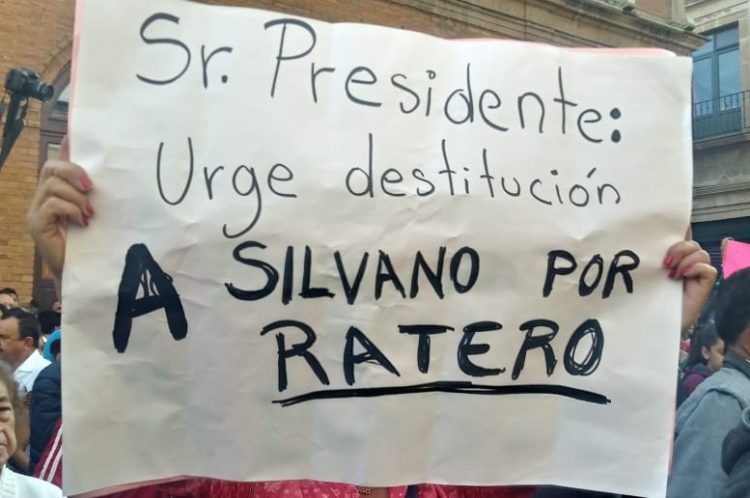 Sr. Presidente:
Urge destitución
A SILVANO POR
RATERO